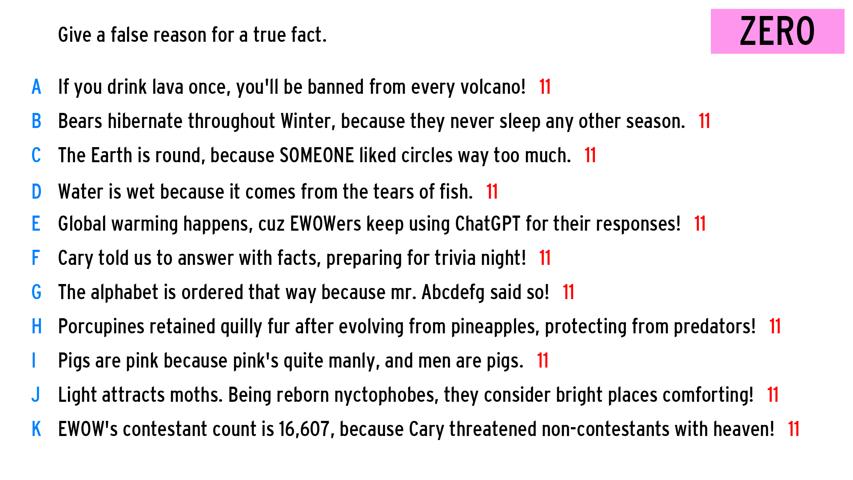 Give a false reason for a true fact.
ZERO
A If you drink lava once, you'll be banned from every volcano! 11
B Bears hibernate throughout Winter, because they never sleep any other season. 11
C The Earth is round, because SOMEONE liked circles way too much. 11
D Water is wet because it comes from the tears of fish. 11
E Global warming happens, cuz EWOWers keep using ChatGPT for their responses! 11
F Cary told us to answer with facts, preparing for trivia night! 11
G The alphabet is ordered that way because mr. Abcdefg said so! 11
H Porcupines retained quilly fur after evolving from pineapples, protecting from predators! 11
I Pigs are pink because pink's quite manly, and men are pigs. 11
J Light attracts moths. Being reborn nyctophobes, they consider bright places comforting! 11
K EWOW's contestant count is 16,607, because Cary threatened non-contestants with heaven! 11